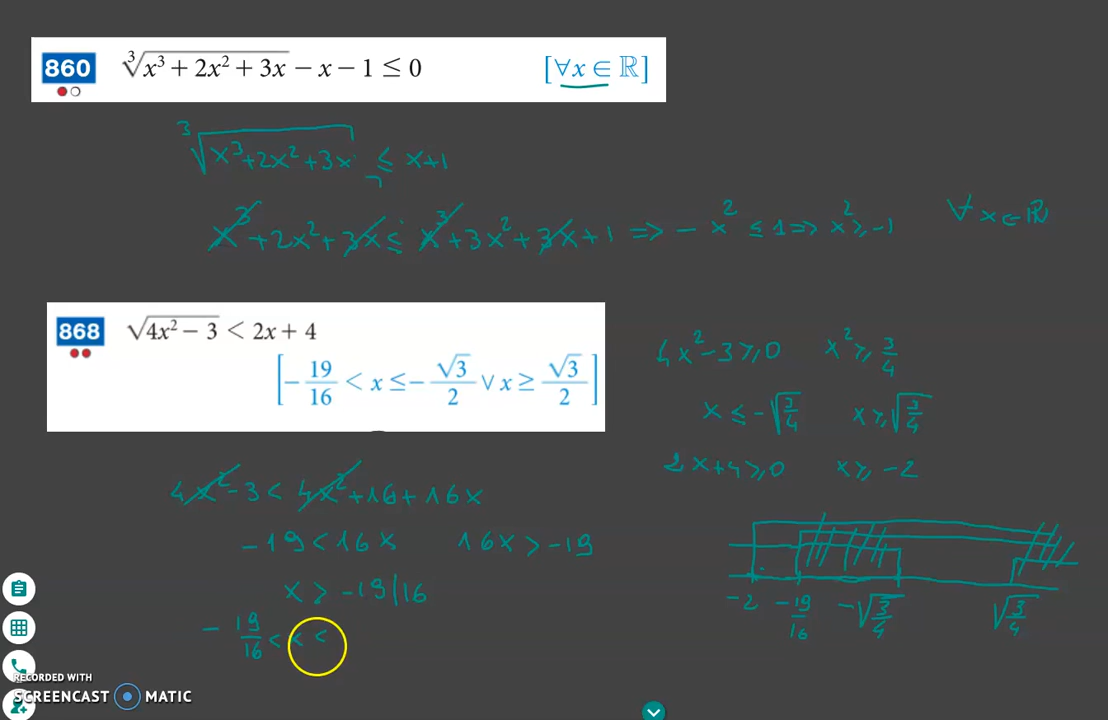 860 ∛(x³ + 2x² + 3x) − x − 1 ≤ 0 [∀x ∈ ℝ]
∛(x³+2x²+3x) ≤ x+1
x³+2x²+3x ≤ x³+3x²+3x+1 => −x² ≤ 1 => x² ≥ −1 ∀x∈ℝ
868 √(4x² − 3) < 2x + 4
[−19/16 < x ≤ −√3/2 ∨ x ≥ √3/2]
4x²−3 ≥ 0 x² ≥ 3/4
x ≤ −√(3/4) x ≥ √(3/4)
2x+4 ≥ 0 x ≥ −2
4x²−3 < 4x²+16+16x
−19 < 16x 16x > −19
x > −19/16
−19/16 < < <
−2 −19/16 −√(3/4) √(3/4)
RECORDED WITH
SCREENCAST MATIC